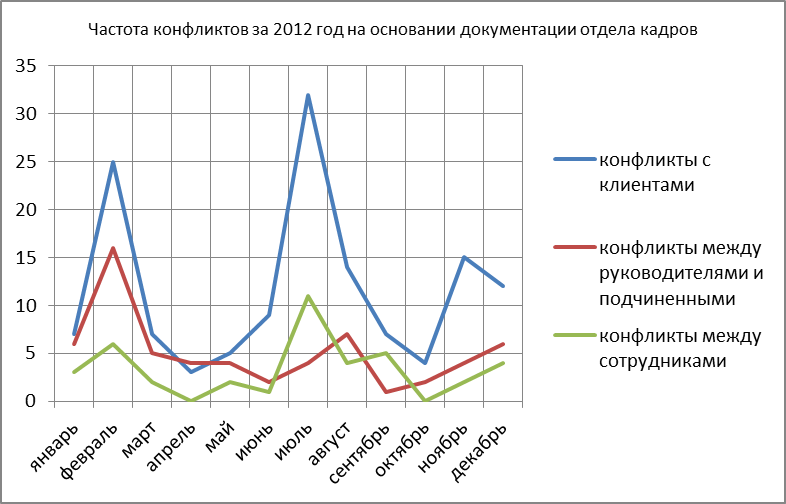 Частота конфликтов за 2012 год на основании документации отдела кадров
35
30
25
20
15
10
5
0
январь
февраль
март
апрель
май
июнь
июль
август
сентябрь
октябрь
ноябрь
декабрь
конфликты с
клиентами
конфликты между
руководителями и
подчиненными
конфликты между
сотрудниками